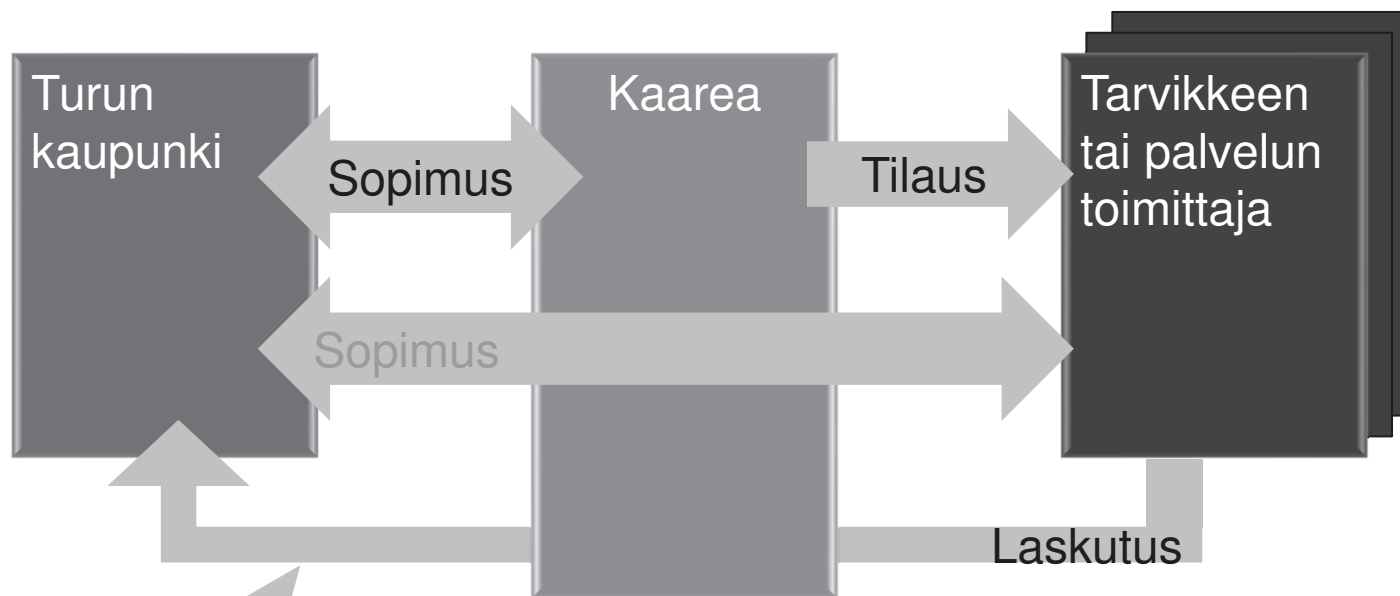 Turun
kaupunki
Kaarea
Tarvikkeen
tai palvelun
toimittaja
Sopimus
Tilaus
Sopimus
Laskutus